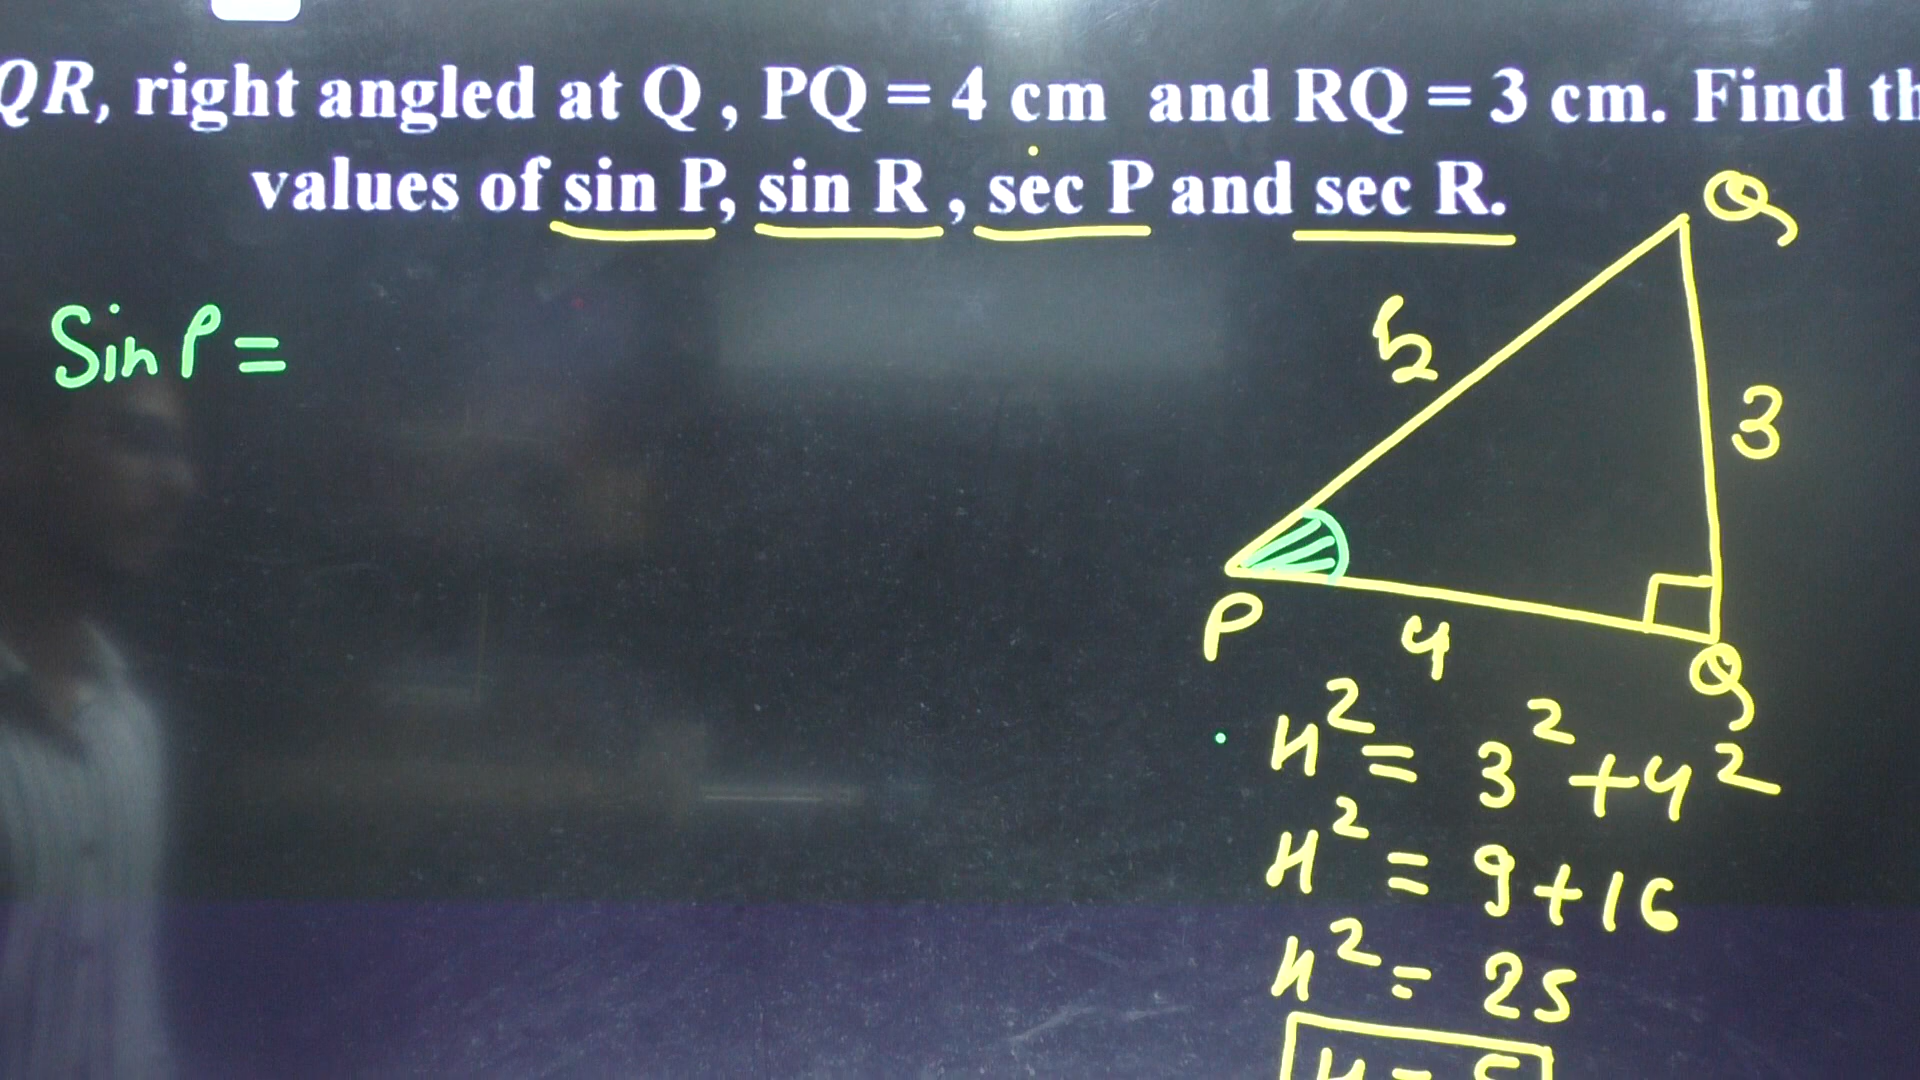 QR, right angled at Q , PQ = 4 cm and RQ = 3 cm. Find th
values of sin P, sin R , sec P and sec R.
Q
Sin P =
5
3
P
4
Q
H² = 3² + 4²
H² = 9 + 16
H² = 25
H = 5